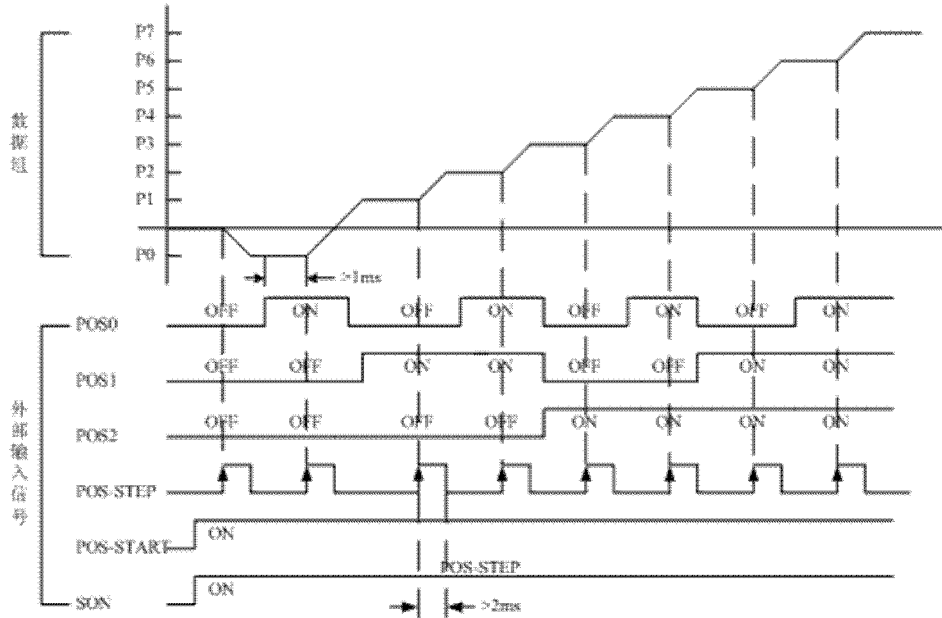 P7
P6
P5
P4
P3
P2
P1
P0
数据组
>1ms
OFF ON OFF ON OFF ON OFF ON
POS0
OFF OFF ON ON OFF OFF ON ON
POS1
OFF OFF OFF OFF ON ON ON ON
POS2
外部输入信号
POS-STEP
ON
POS-START
POS-STEP
ON
SON
>2ms